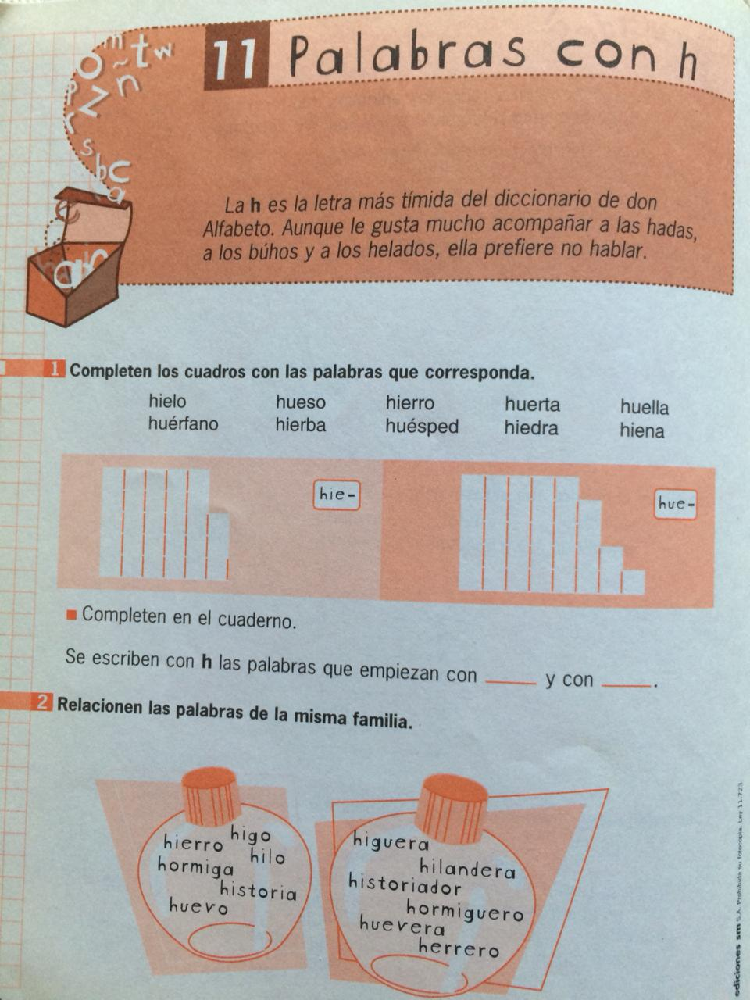 11 Palabras con h
La h es la letra más tímida del diccionario de don
Alfabeto. Aunque le gusta mucho acompañar a las hadas,
a los búhos y a los helados, ella prefiere no hablar.
1 Completen los cuadros con las palabras que corresponda.
hielo hueso hierro huerta huella
huérfano hierba huésped hiedra hiena
hie-
hue-
Completen en el cuaderno.
Se escriben con h las palabras que empiezan con ______ y con ______.
2 Relacionen las palabras de la misma familia.
hierro higo
hilo
hormiga
historia
huevo
higuera
hilandera
historiador
hormiguero
huevera
herrero
ediciones sm S.A. Prohibida su fotocopia. Ley 11.723